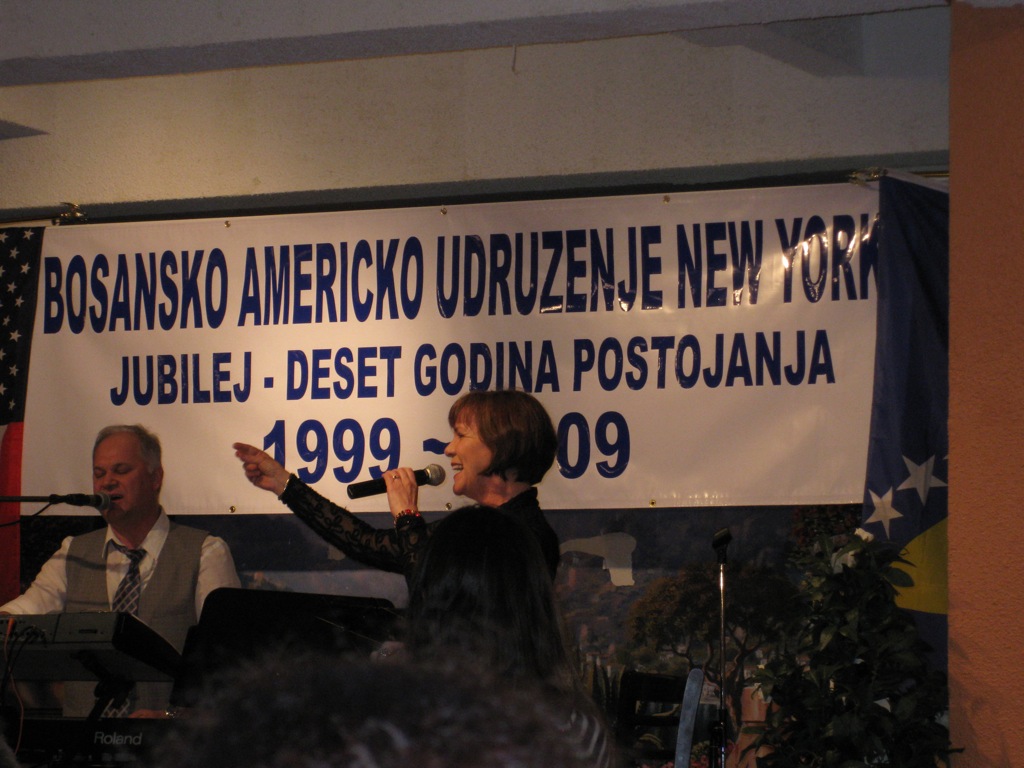 BOSANSKO AMERICKO UDRUZENJE NEW YORK
JUBILEJ - DESET GODINA POSTOJANJA
1999 ~ 09
Roland